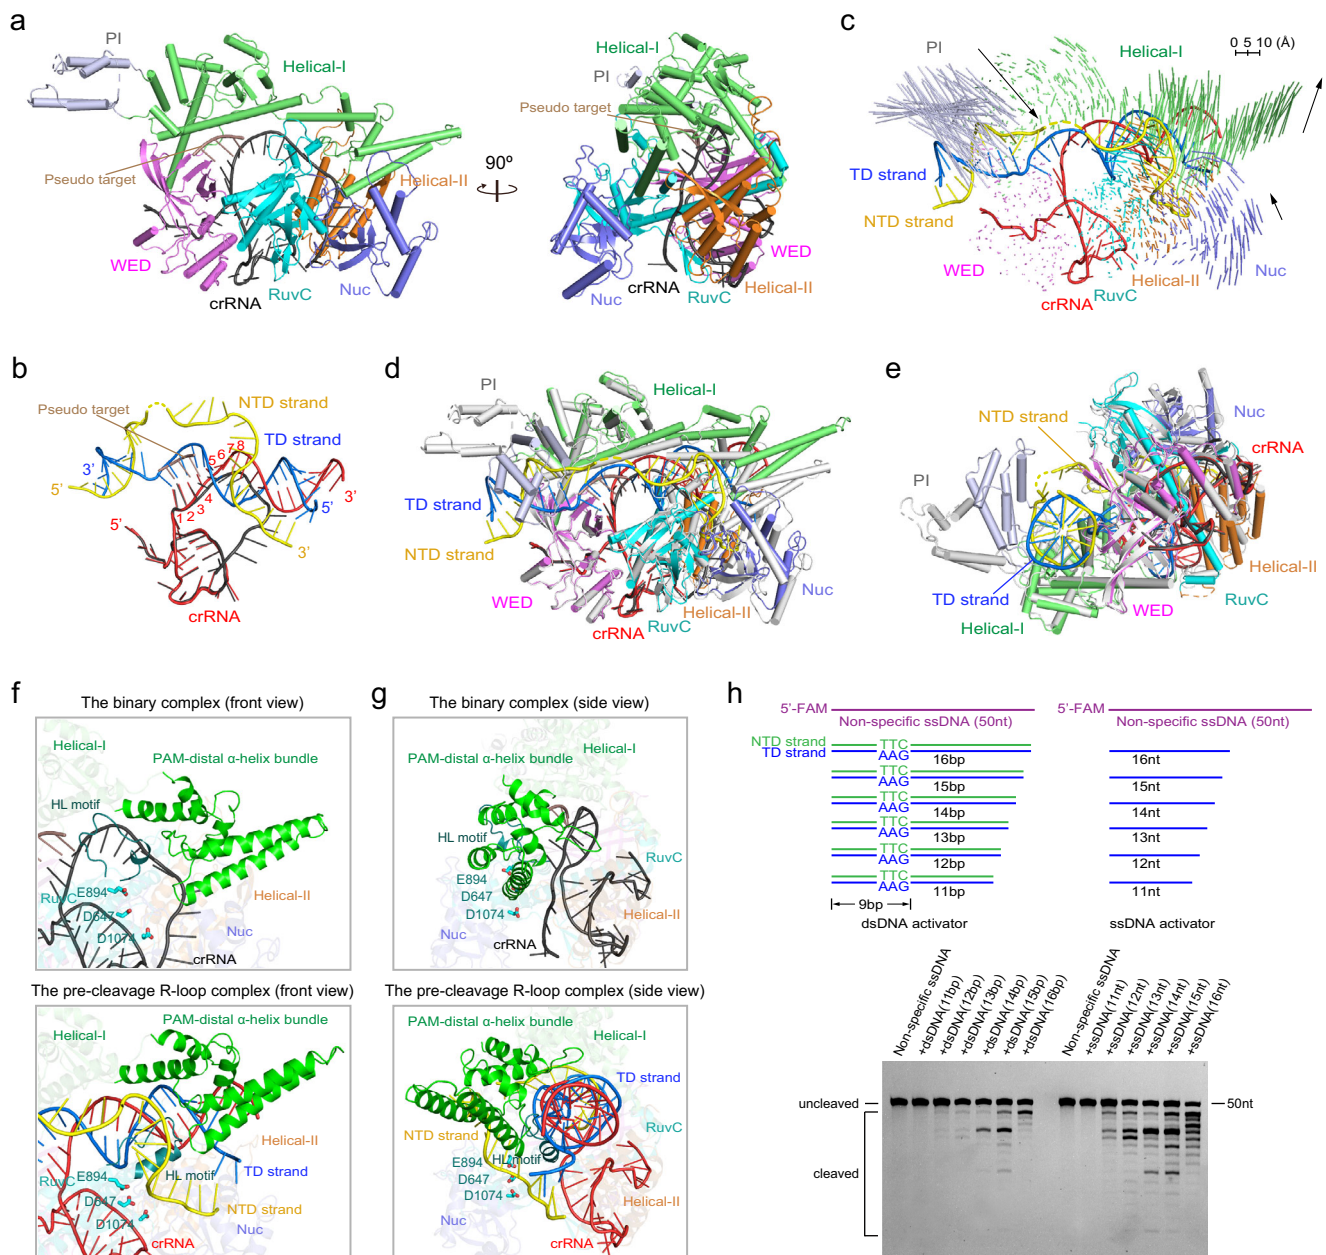 a
PI
Helical-I
Pseudo target
Helical-II
WED
crRNA
RuvC
Nuc
90º
Helical-I
PI
Pseudo target
WED
Nuc
crRNA
RuvC
Helical-II
c
PI
Helical-I
0 5 10 (Å)
TD strand
NTD strand
WED
crRNA
RuvC
Helical-II
Nuc
b
Pseudo target
NTD strand
TD strand
3'
5'
1 2 3 4 5 6 7 8
5'
5'
3'
3'
crRNA
d
PI
Helical-I
TD strand
NTD strand
WED
crRNA
RuvC
Helical-II
Nuc
e
NTD strand
Nuc
crRNA
PI
TD strand
Helical-I
WED
Helical-II
RuvC
f
The binary complex (front view)
Helical-I
PAM-distal α-helix bundle
HL motif
RuvC
E894
D647
D1074
Helical-II
Nuc
crRNA
The pre-cleavage R-loop complex (front view)
PAM-distal α-helix bundle
Helical-I
Helical-II
TD strand
RuvC
E894
HL motif
D647
D1074
NTD strand
Nuc
crRNA
g
The binary complex (side view)
Helical-I
PAM-distal α-helix bundle
HL motif
RuvC
E894
D647
D1074
Helical-II
Nuc
crRNA
The pre-cleavage R-loop complex (side view)
PAM-distal α-helix bundle
Helical-I
TD strand
NTD strand
RuvC
E894
HL motif
D647
D1074
Helical-II
Nuc
crRNA
h
5'-FAM
Non-specific ssDNA (50nt)
NTD strand
TTC
TD strand
AAG
16bp
TTC
AAG
15bp
TTC
AAG
14bp
TTC
AAG
13bp
TTC
AAG
12bp
TTC
AAG
11bp
9bp
dsDNA activator
5'-FAM
Non-specific ssDNA (50nt)
16nt
15nt
14nt
13nt
12nt
11nt
ssDNA activator
Non-specific ssDNA
+dsDNA(11bp)
+dsDNA(12bp)
+dsDNA(13bp)
+dsDNA(14bp)
+dsDNA(15bp)
+dsDNA(16bp)
Non-specific ssDNA
+ssDNA(11nt)
+ssDNA(12nt)
+ssDNA(13nt)
+ssDNA(14nt)
+ssDNA(15nt)
+ssDNA(16nt)
uncleaved
50nt
cleaved